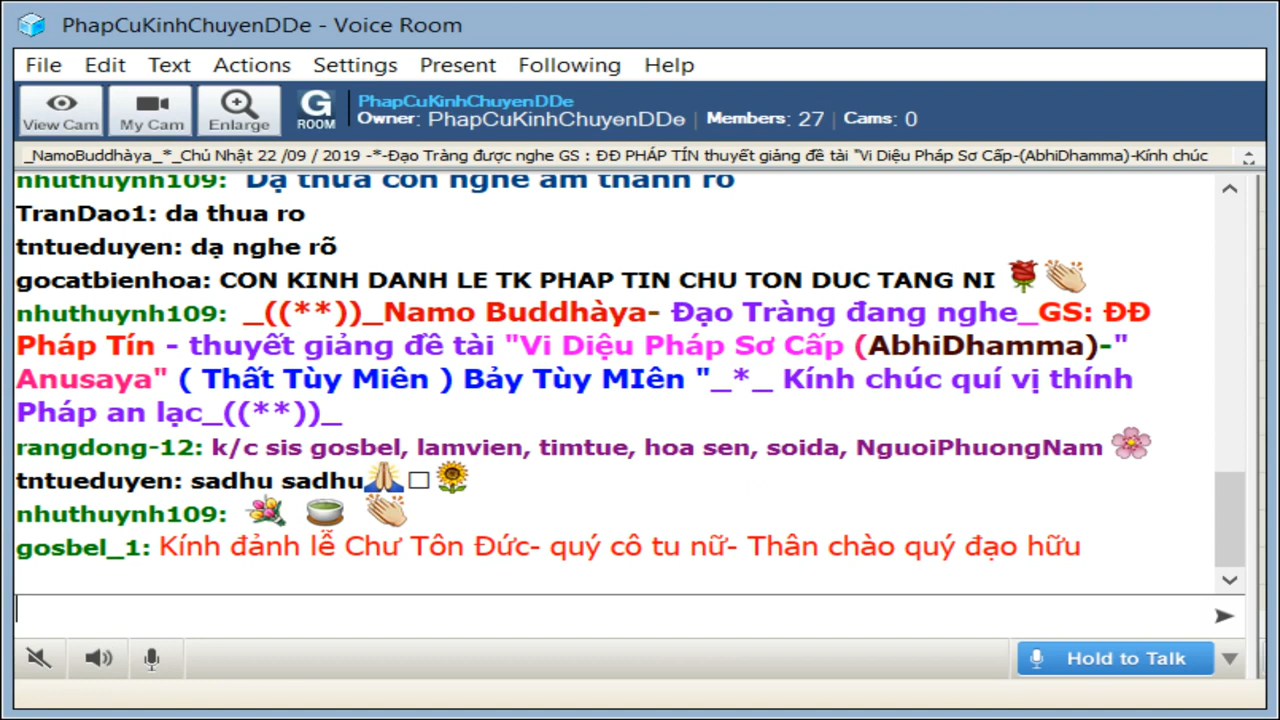 PhapCuKinhChuyenDDe - Voice Room
File Edit Text Actions Settings Present Following Help
View Cam My Cam Enlarge G ROOM
PhapCuKinhChuyenDDe
Owner: PhapCuKinhChuyenDDe | Members: 27 | Cams: 0
_NamoBuddhàya_*_Chủ Nhật 22 /09 / 2019 -*-Đạo Tràng được nghe GS : ĐĐ PHÁP TÍN thuyết giảng đề tài "Vi Diệu Pháp Sơ Cấp-(AbhiDhamma)-Kính chúc
nhuthuynh109: Dạ thưa con nghe âm thanh rõ
TranDao1: da thua ro
tntueduyen: dạ nghe rõ
gocatbienhoa: CON KINH DANH LE TK PHAP TIN CHU TON DUC TANG NI
nhuthuynh109: _((**))_Namo Buddhàya- Đạo Tràng đang nghe_GS: ĐĐ
Pháp Tín - thuyết giảng đề tài "Vi Diệu Pháp Sơ Cấp (AbhiDhamma)-"
Anusaya" ( Thất Tùy Miên ) Bảy Tùy MIên "_*_ Kính chúc quí vị thính
Pháp an lạc_((**))_
rangdong-12: k/c sis gosbel, lamvien, timtue, hoa sen, soida, NguoiPhuongNam
tntueduyen: sadhu sadhu
nhuthuynh109:
gosbel_1: Kính đảnh lễ Chư Tôn Đức- quý cô tu nữ- Thân chào quý đạo hữu
Hold to Talk